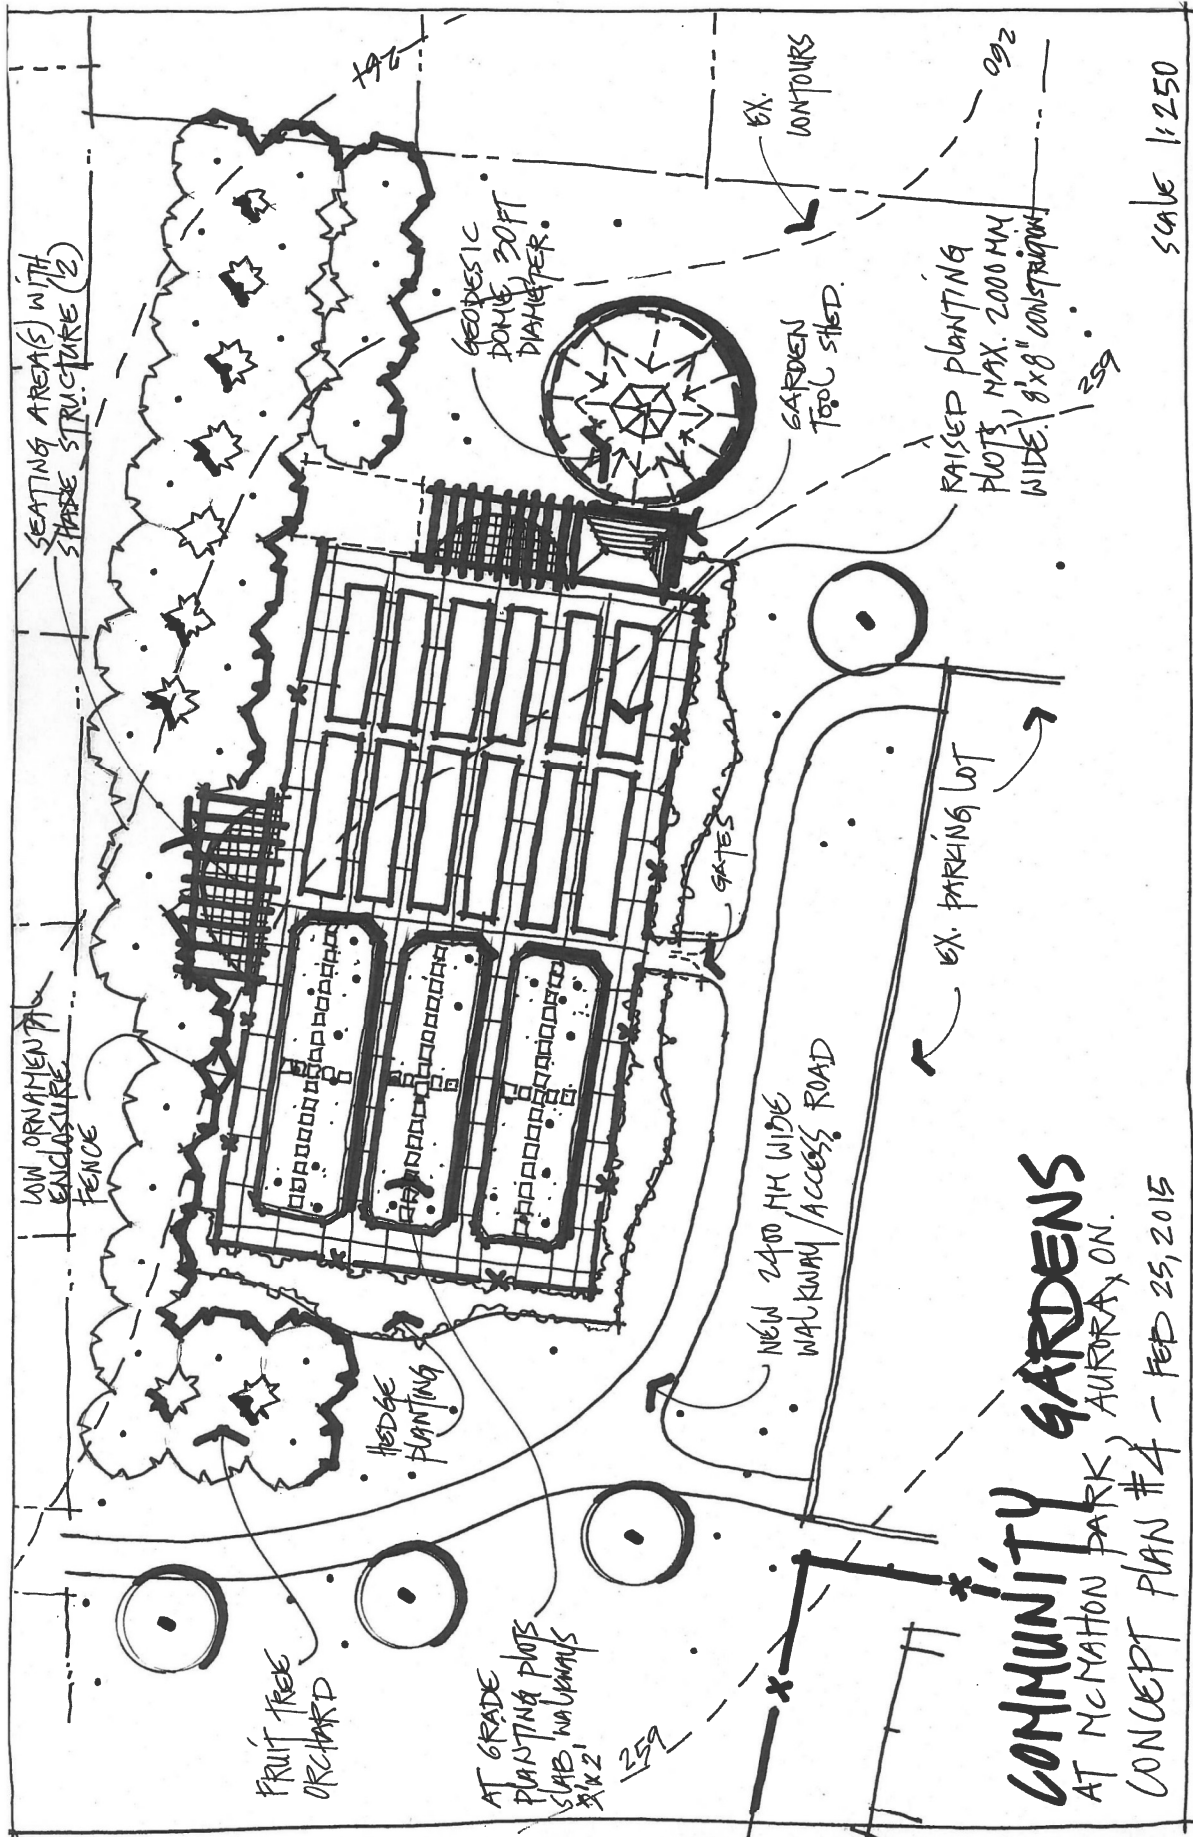 COMMUNITY GARDENS
AT MCMAHON PARK, AURORA, ON.
CONCEPT PLAN #4 - FEB 25, 2015
SCALE 1:250
LOW ORNAMENTAL
ENCLOSURE
FENCE
SEATING AREA(S) WITH
SHADE STRUCTURE (2)
261
GEODESIC
DOME, 30FT
DIAMETER.
EX.
CONTOURS
260
GARDEN
TOOL SHED.
RAISED PLANTING
PLOTS, MAX. 2000 MM
WIDE. 8"x8" CONSTRUCTION.
259
GATES
EX. PARKING LOT
NEW 2400 MM WIDE
WALKWAY/ACCESS ROAD
HEDGE
PLANTING
FRUIT TREE
ORCHARD
AT GRADE
PLANTING PLOTS
SLAB WALKWAYS
2'x2'
259